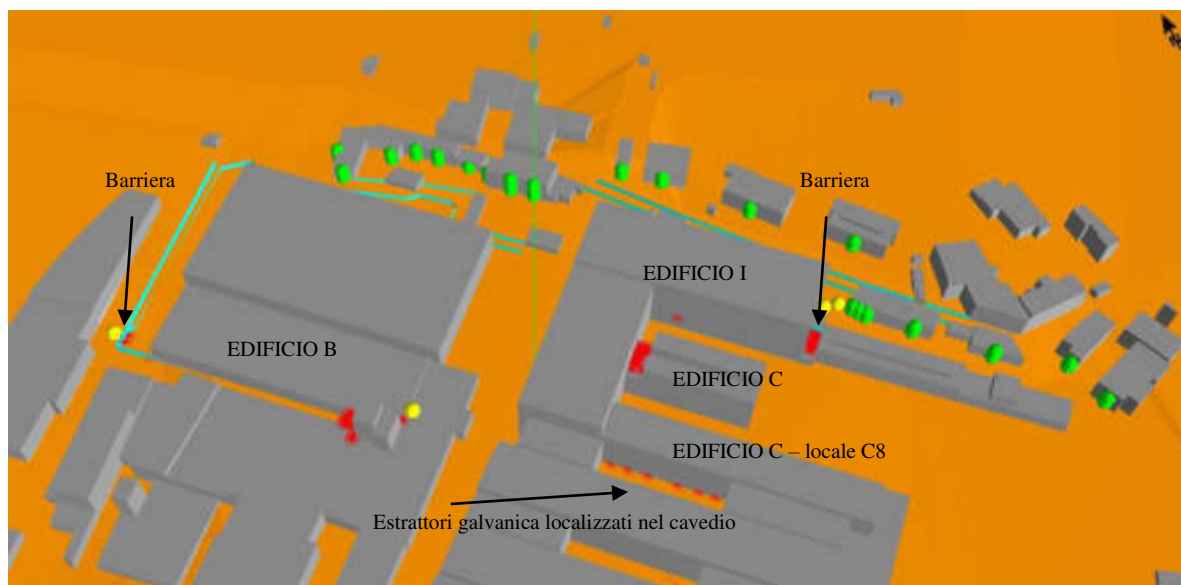 Barriera
Barriera
EDIFICIO I
EDIFICIO B
EDIFICIO C
EDIFICIO C – locale C8
Estrattori galvanica localizzati nel cavedio